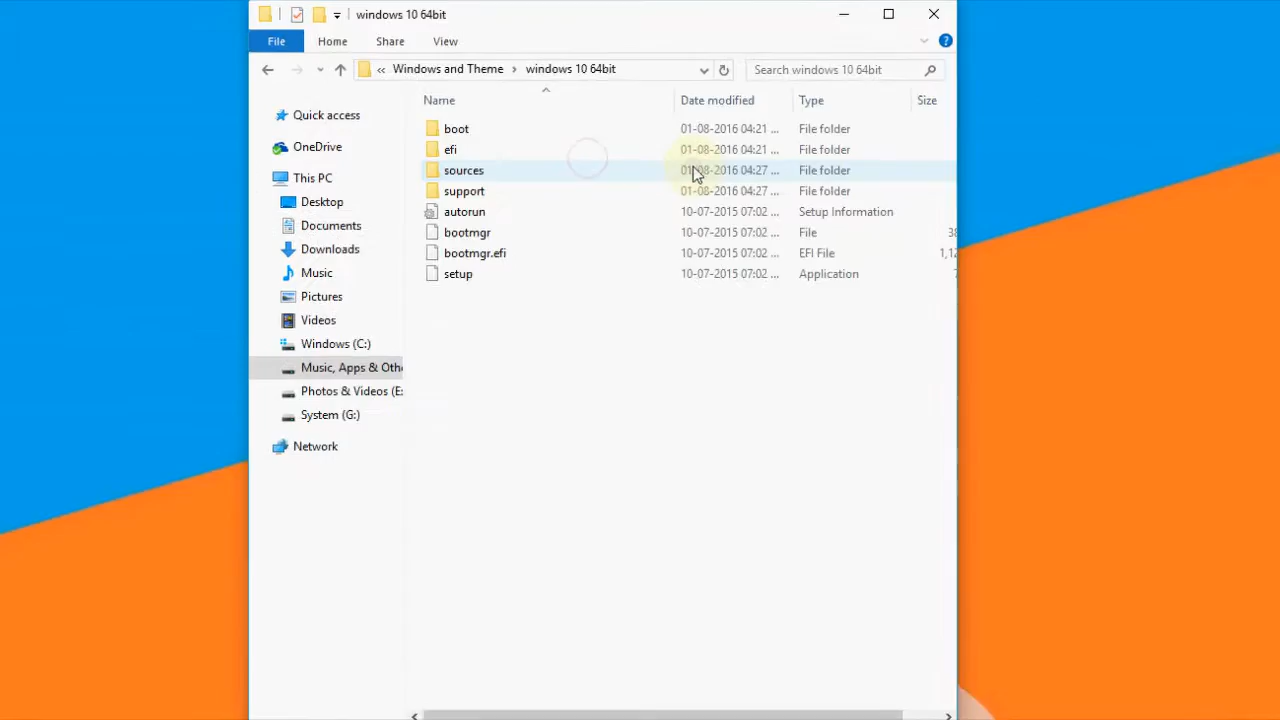 windows 10 64bit
File Home Share View
« Windows and Theme > windows 10 64bit Search windows 10 64bit
Name Date modified Type Size
Quick access
OneDrive
This PC
Desktop
Documents
Downloads
Music
Pictures
Videos
Windows (C:)
Music, Apps & Oth
Photos & Videos (E:
System (G:)
Network
boot 01-08-2016 04:21 ... File folder
efi 01-08-2016 04:21 ... File folder
sources 01-08-2016 04:27 ... File folder
support 01-08-2016 04:27 ... File folder
autorun 10-07-2015 07:02 ... Setup Information
bootmgr 10-07-2015 07:02 ... File 38
bootmgr.efi 10-07-2015 07:02 ... EFI File 1,12
setup 10-07-2015 07:02 ... Application